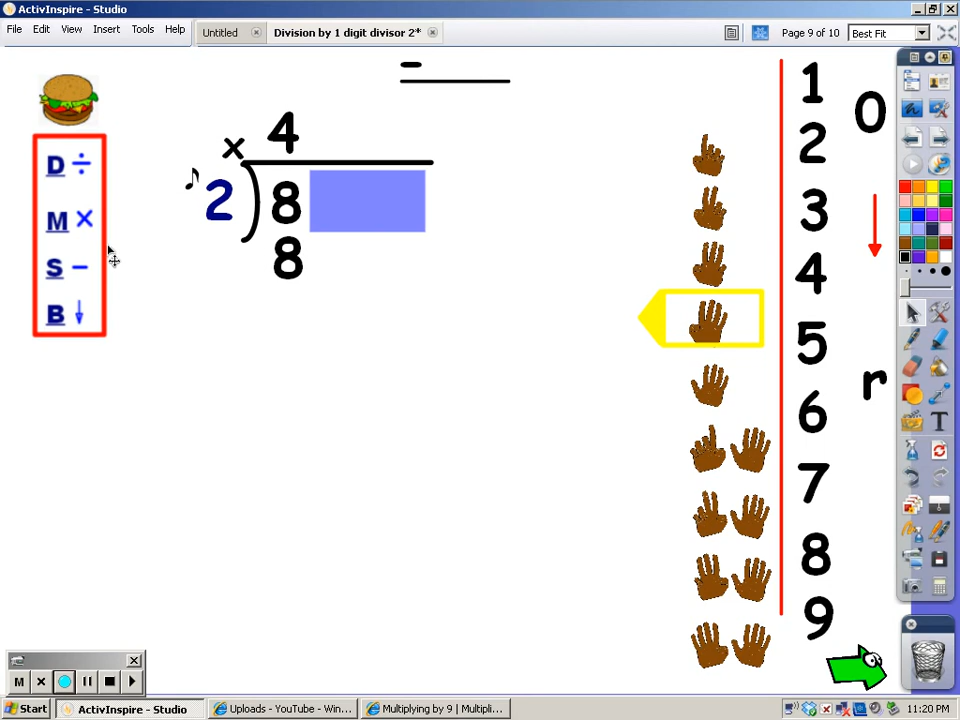 ActivInspire - Studio
File Edit View Insert Tools Help
Untitled
Division by 1 digit divisor 2*
Page 9 of 10
Best Fit
D ÷
M ×
S −
B ↓
−
x 4
♪ 2) 8
8
1
2
3
4
5
6
7
8
9
0
r
T
M
Start
ActivInspire - Studio
Uploads - YouTube - Win...
Multiplying by 9 | Multipli...
11:20 PM